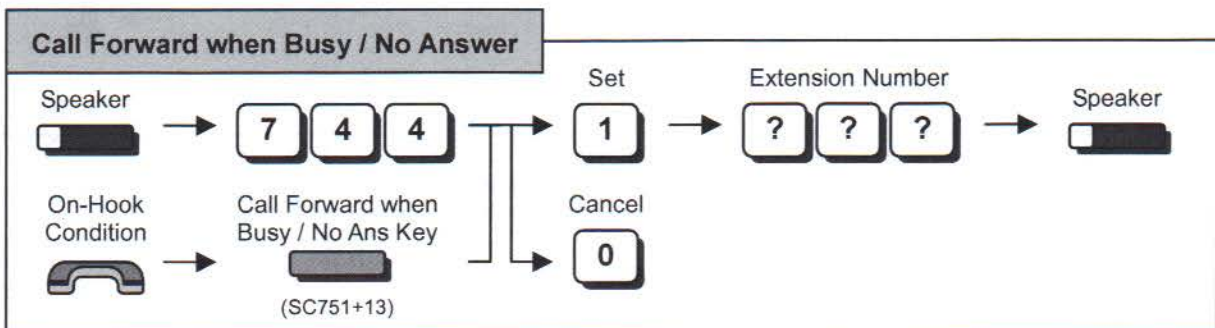 Call Forward when Busy / No Answer
Speaker
7 4 4
Set
1
Extension Number
? ? ?
Speaker
On-Hook
Condition
Call Forward when
Busy / No Ans Key
(SC751+13)
Cancel
0